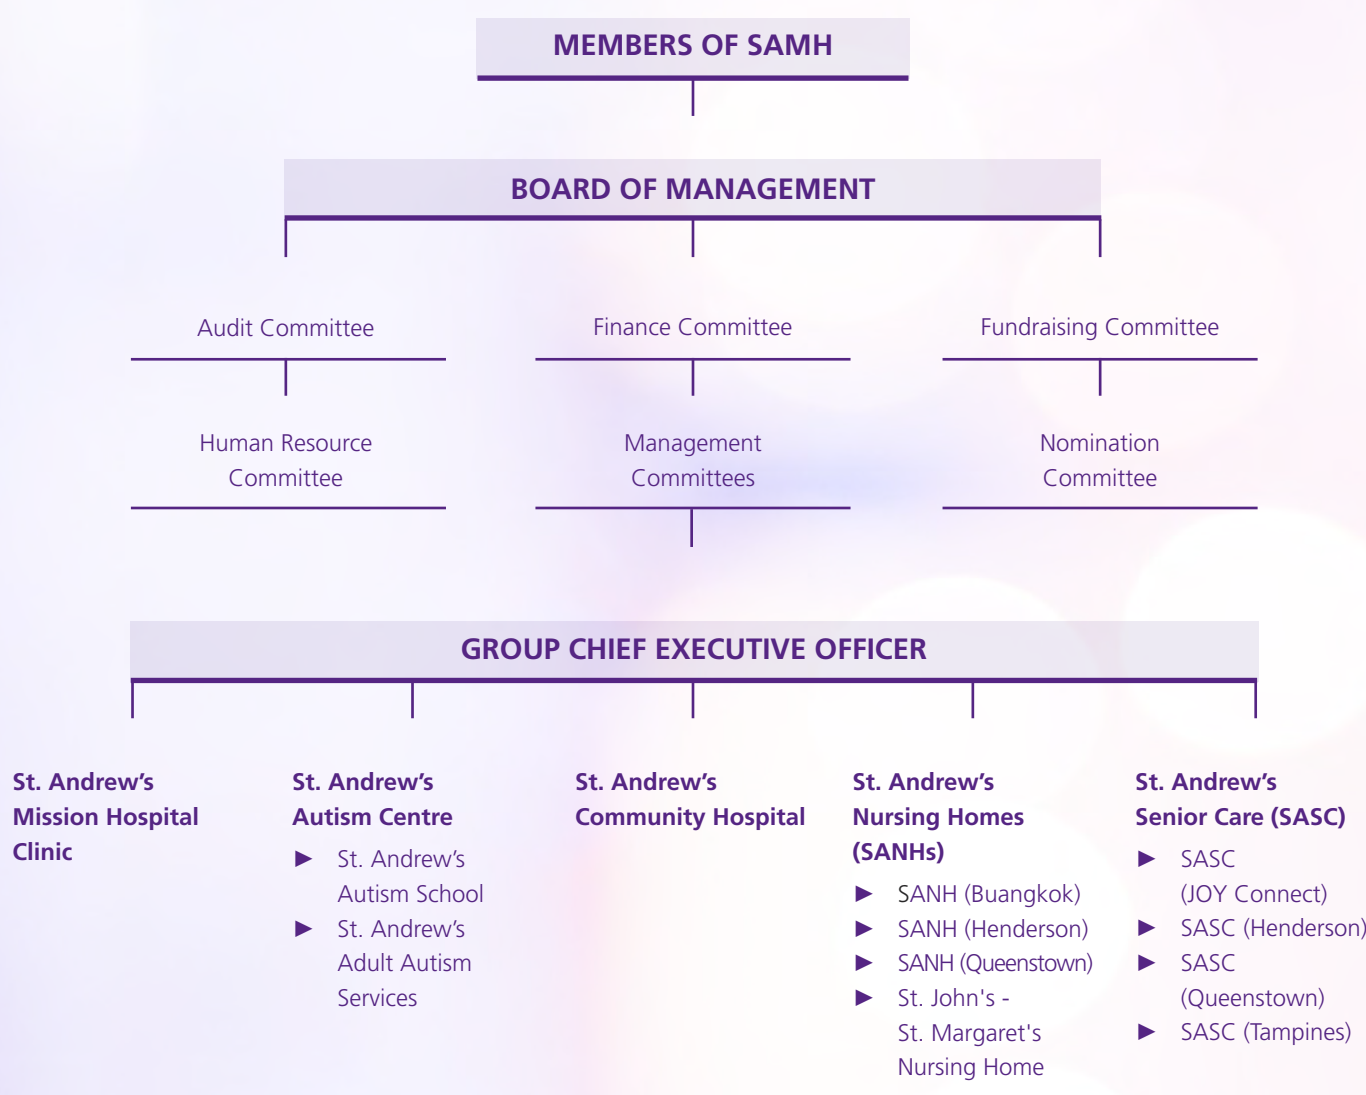 MEMBERS OF SAMH
BOARD OF MANAGEMENT
Audit Committee
Finance Committee
Fundraising Committee
Human Resource
Committee
Management
Committees
Nomination
Committee
GROUP CHIEF EXECUTIVE OFFICER
St. Andrew’s
Mission Hospital
Clinic
St. Andrew’s
Autism Centre
► St. Andrew’s
Autism School
► St. Andrew’s
Adult Autism
Services
St. Andrew’s
Community Hospital
St. Andrew’s
Nursing Homes
(SANHs)
► SANH (Buangkok)
► SANH (Henderson)
► SANH (Queenstown)
► St. John's -
St. Margaret's
Nursing Home
St. Andrew’s
Senior Care (SASC)
► SASC
(JOY Connect)
► SASC (Henderson)
► SASC
(Queenstown)
► SASC (Tampines)